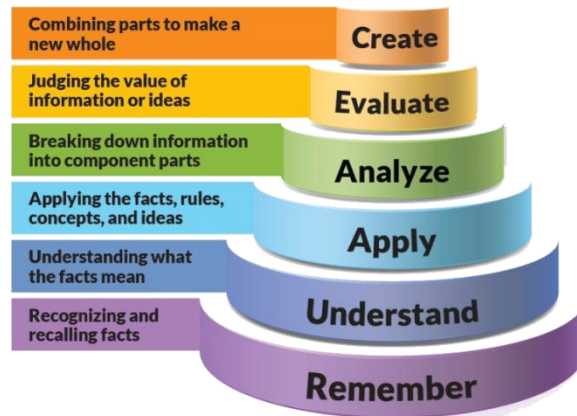 Combining parts to make a
new whole
Create
Judging the value of
information or ideas
Evaluate
Breaking down information
into component parts
Analyze
Applying the facts, rules,
concepts, and ideas
Apply
Understanding what
the facts mean
Understand
Recognizing and
recalling facts
Remember